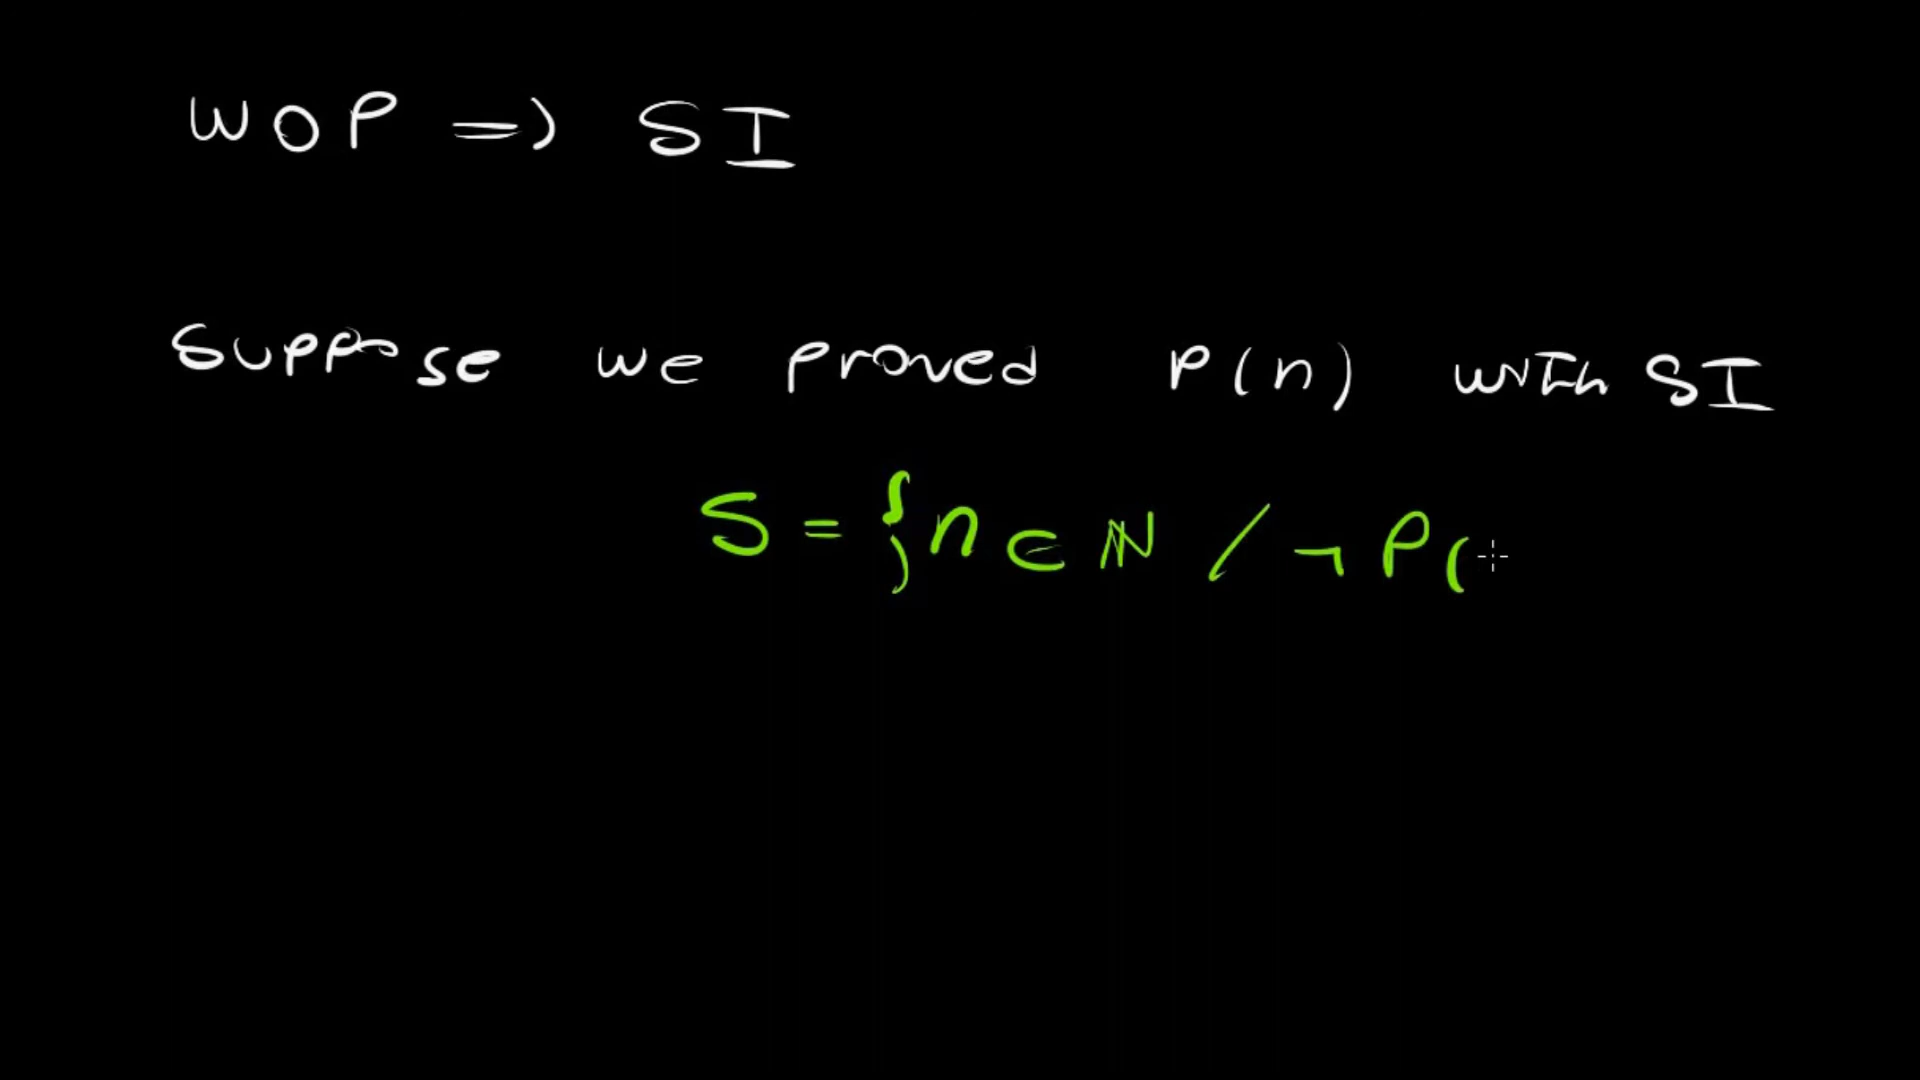 WOP => SI
Suppose we proved P(n) with SI
S = {n ∈ ℕ / ¬P(